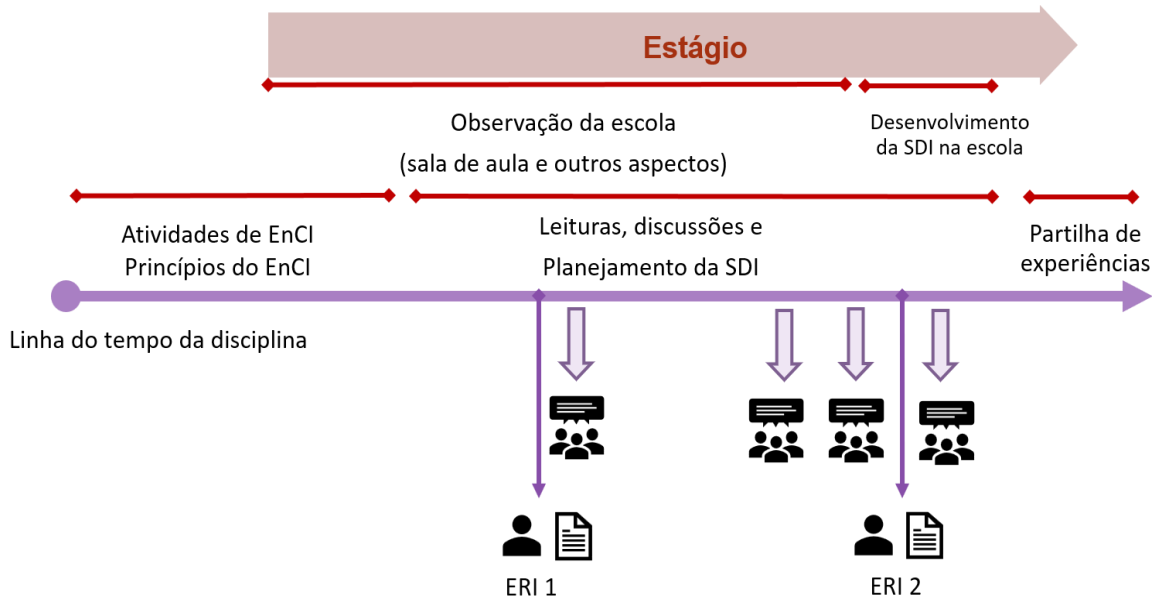 Estágio
Observação da escola
(sala de aula e outros aspectos)
Desenvolvimento
da SDI na escola
Atividades de EnCI
Princípios do EnCI
Leituras, discussões e
Planejamento da SDI
Partilha de
experiências
Linha do tempo da disciplina
ERI 1
ERI 2